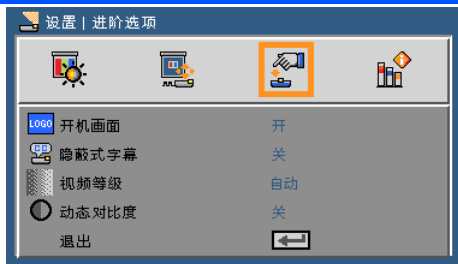 设置 | 进阶选项
LOGO 开机画面 开
隐蔽式字幕 关
视频等级 自动
动态对比度 关
退出